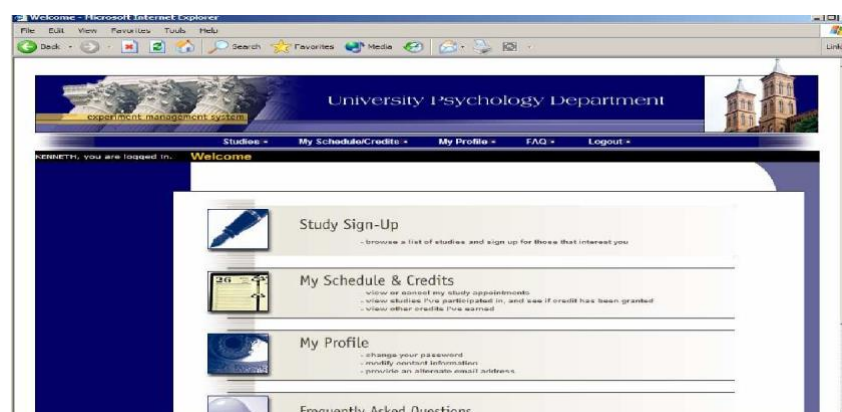 Welcome - Microsoft Internet Explorer
File Edit View Favorites Tools Help
Back Search Favorites Media
Links
University Psychology Department
experiment management system
Studies My Schedule/Credits My Profile FAQ Logout
KENNETH, you are logged in. Welcome
Study Sign-Up
- browse a list of studies and sign up for those that interest you
26
My Schedule & Credits
- view or cancel my study appointments
- view studies I've participated in, and see if credit has been granted
- view other credits I've earned
My Profile
- change your password
- modify contact information
- provide an alternate email address
Frequently Asked Questions